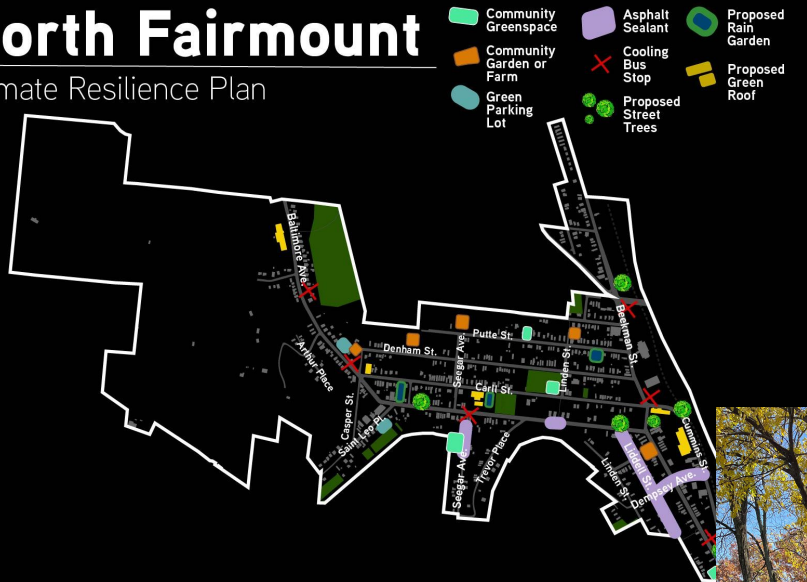 orth Fairmount
mate Resilience Plan
Community
Greenspace
Community
Garden or
Farm
Green
Parking
Lot
Asphalt
Sealant
Cooling
Bus
Stop
Proposed
Street
Trees
Proposed
Rain
Garden
Proposed
Green
Roof
Baltimore Ave.
Beekman St.
Putte St.
Denham St.
Seegar Ave.
Linden St.
Arthur Place
Carll St.
Casper St.
Saint Leo Pl.
Seegar Ave.
Trevor Place
Linden St.
Liddell St.
Dempsey Ave.
Cummins St.